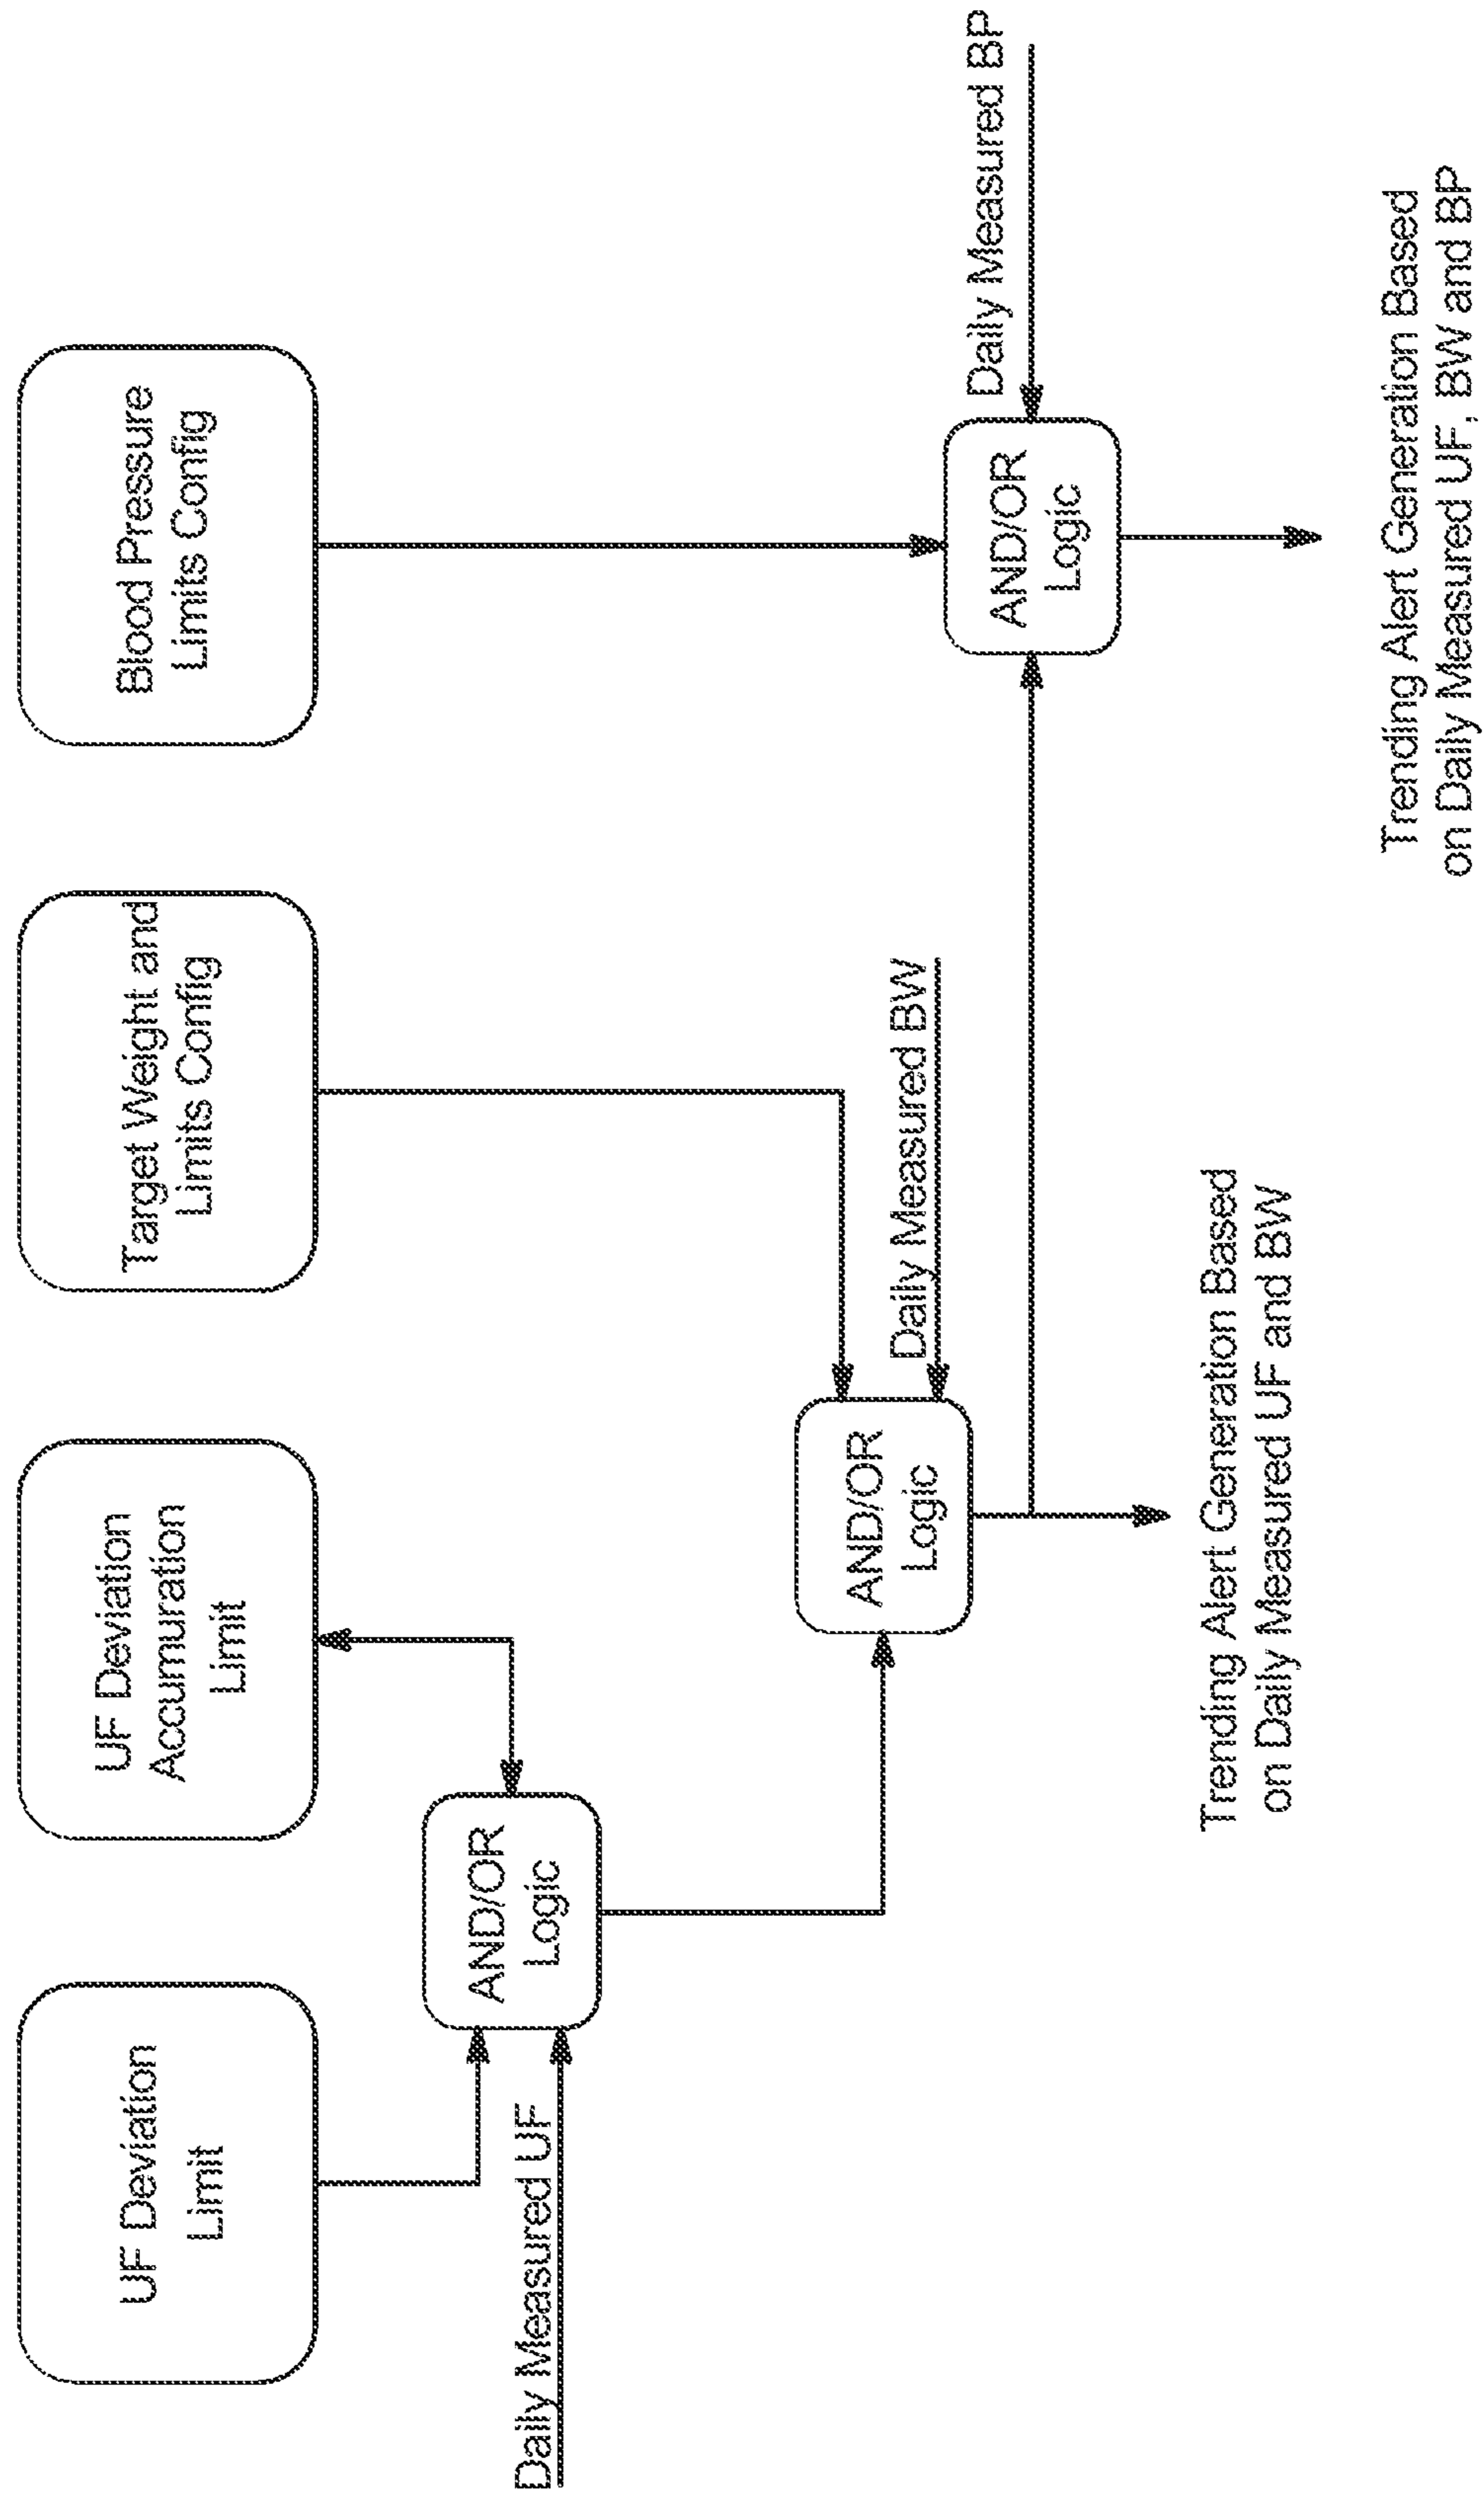 UF Deviation
Limit
UF Deviation
Accumuration
Limit
Target Weight and
Limits Config
Blood Pressure
Limits Config
Daily Measured UF
AND/OR
Logic
AND/OR
Logic
Daily Measured BW
AND/OR
Logic
Daily Measured BP
Trending Alert Generation Based
on Daily Measured UF and BW
Trending Alert Generation Based
on Daily Measured UF, BW and BP